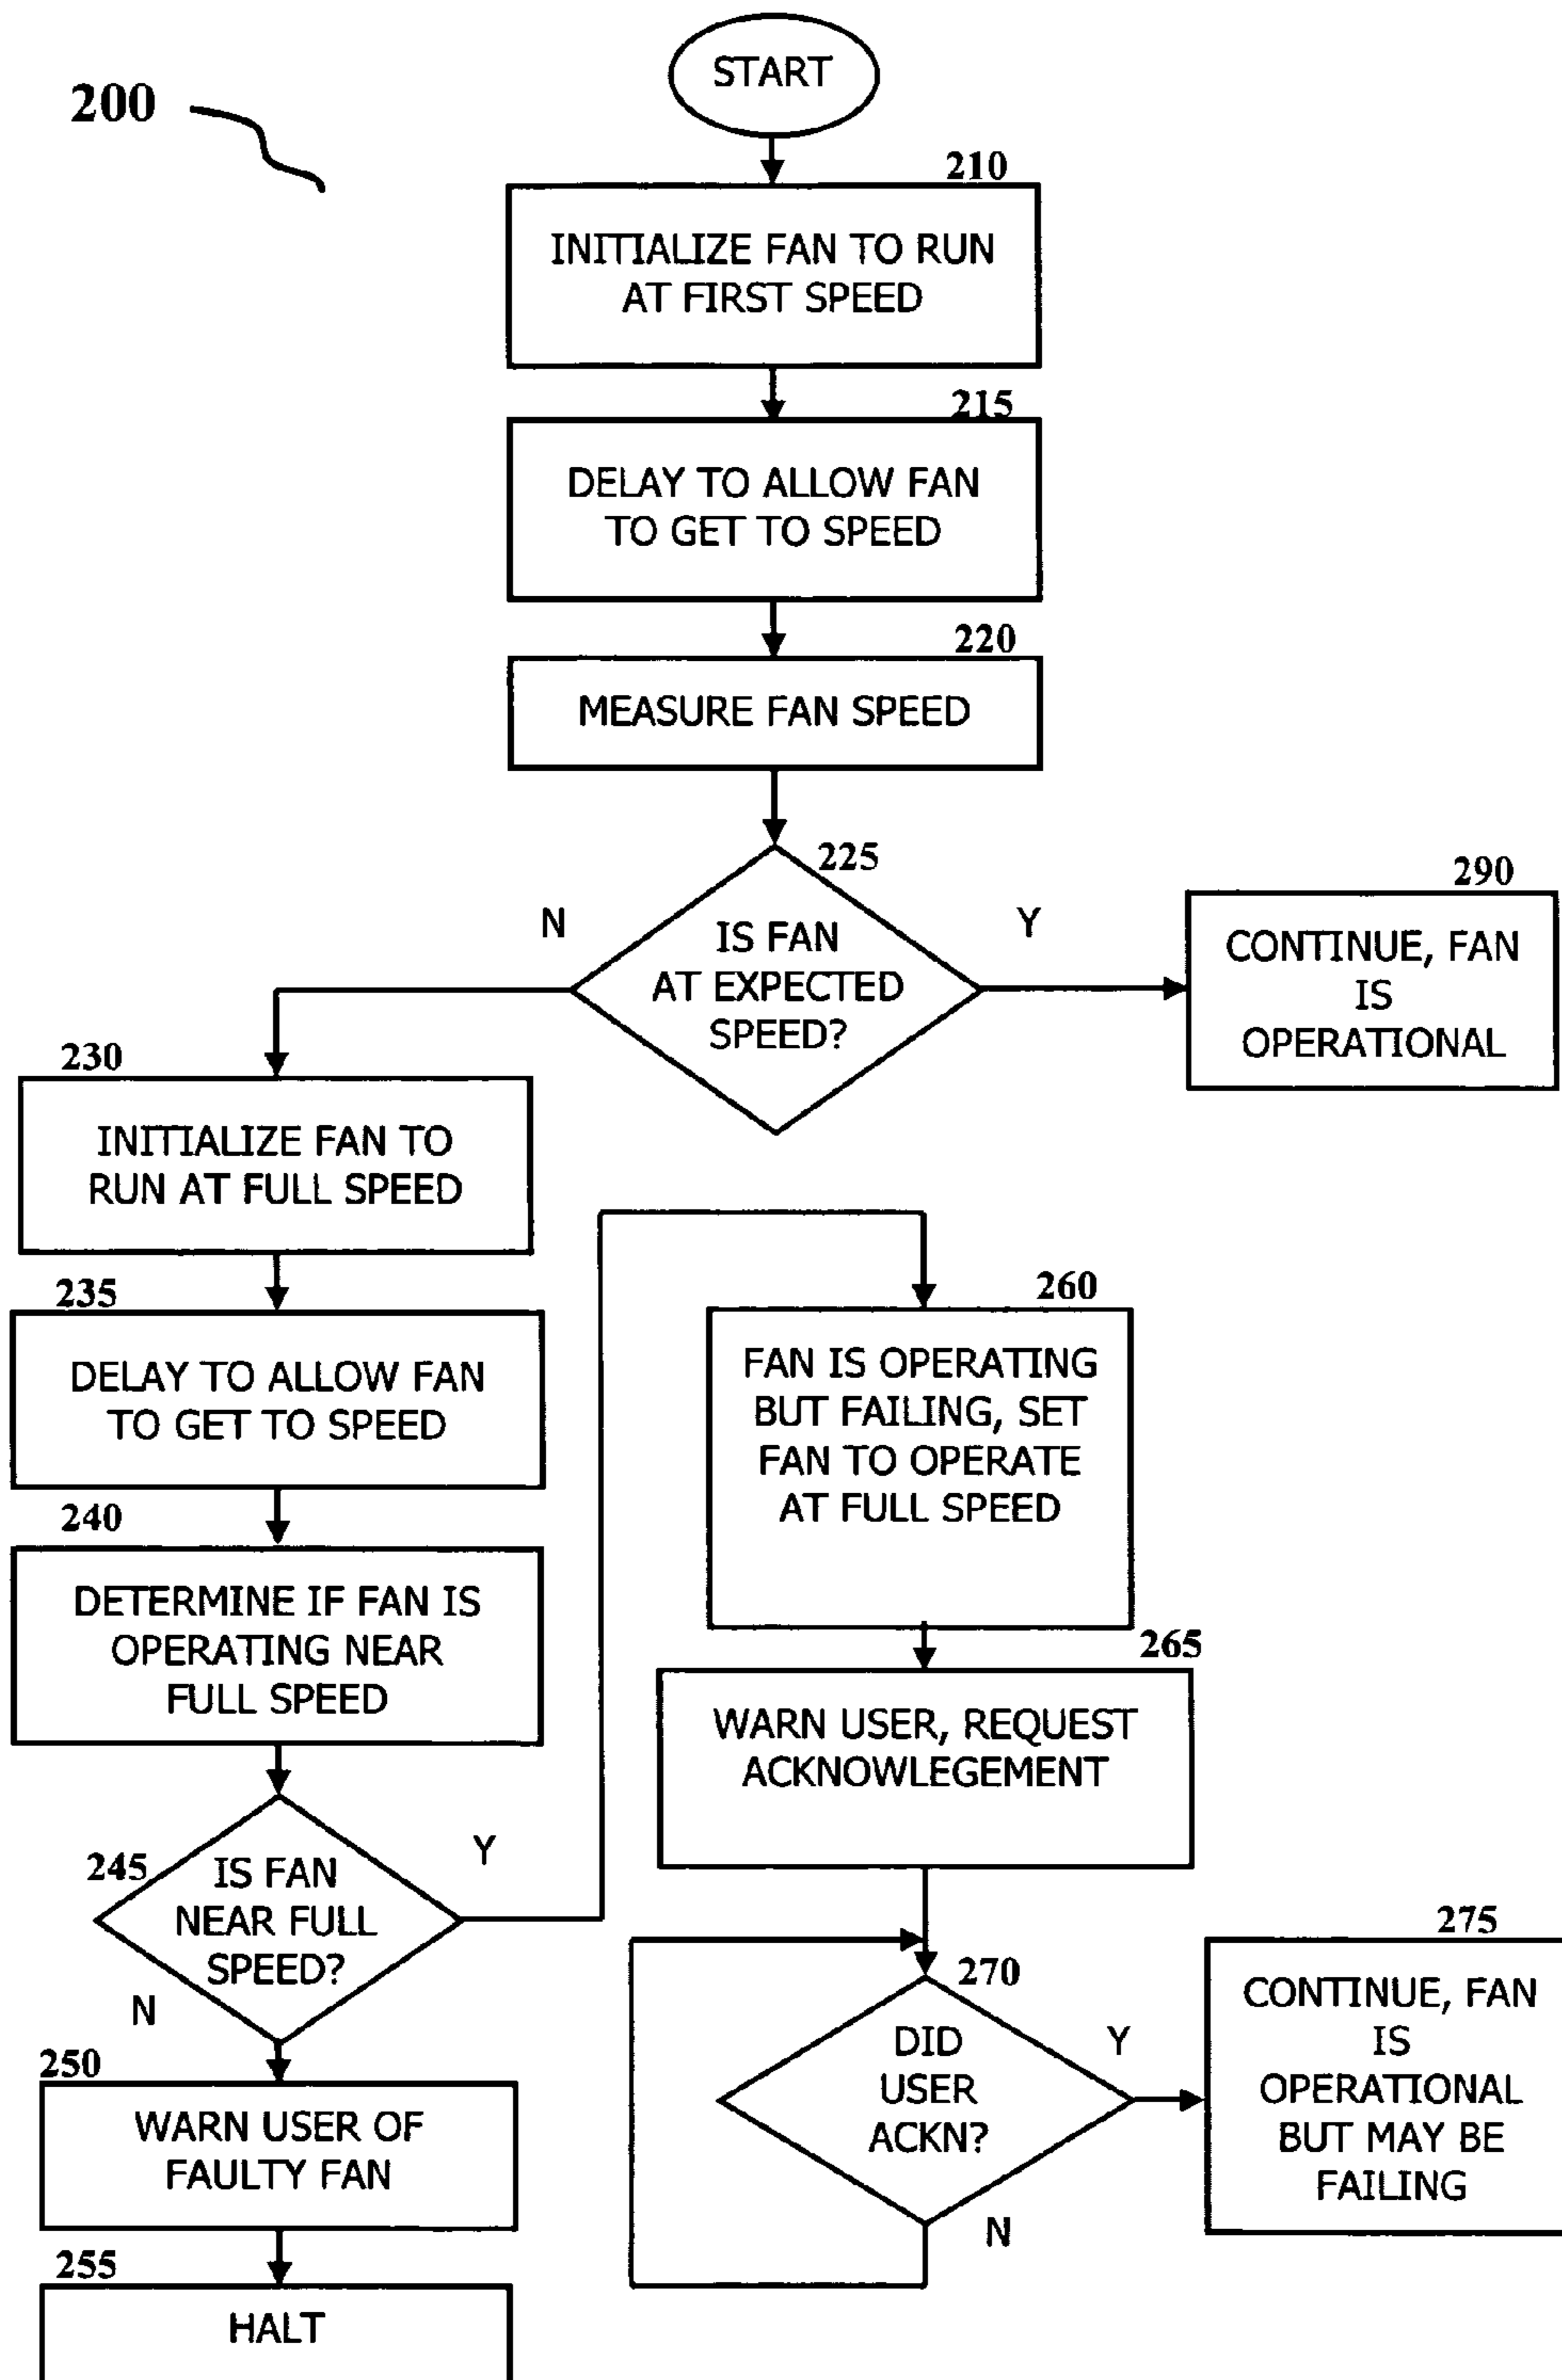 START
200
210
INITIALIZE FAN TO RUN
AT FIRST SPEED
215
DELAY TO ALLOW FAN
TO GET TO SPEED
220
MEASURE FAN SPEED
225
N
Y
IS FAN
AT EXPECTED
SPEED?
290
CONTINUE, FAN
IS
OPERATIONAL
230
INITIALIZE FAN TO
RUN AT FULL SPEED
235
DELAY TO ALLOW FAN
TO GET TO SPEED
240
DETERMINE IF FAN IS
OPERATING NEAR
FULL SPEED
245
IS FAN
NEAR FULL
SPEED?
Y
N
250
WARN USER OF
FAULTY FAN
255
HALT
260
FAN IS OPERATING
BUT FAILING, SET
FAN TO OPERATE
AT FULL SPEED
265
WARN USER, REQUEST
ACKNOWLEGEMENT
270
DID
USER
ACKN?
Y
N
275
CONTINUE, FAN
IS
OPERATIONAL
BUT MAY BE
FAILING